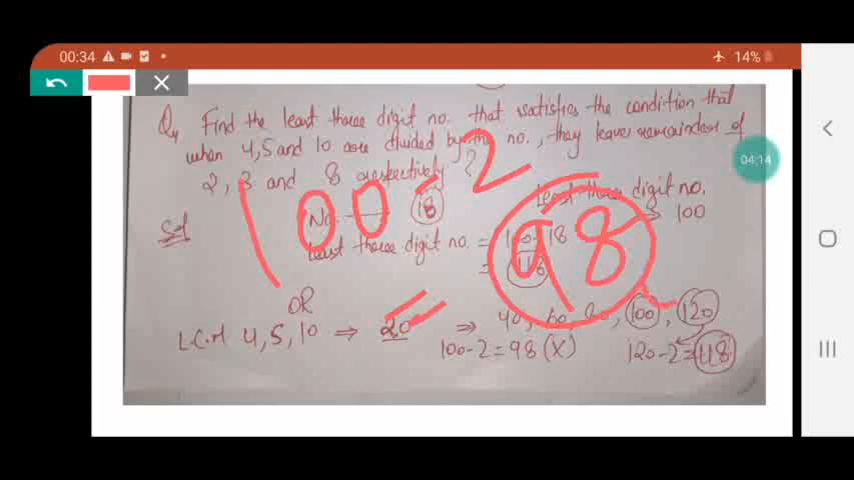 00:34
14%
04:14
Q4 Find the least three digit no. that satisfies the condition that
when 4,5 and 10 are divided by the no., they leave remainder of
2, 3 and 8 respectively ?
100-2
98
Sol No. → 18
Least three digit no.
→ 100
Least three digit no. = 100+18
= 118
OR
L.C.M 4, 5, 10 ⇒ 20 ⇒ 40, 60, 80, 100, 120
100-2=98 (X) 120-2=118